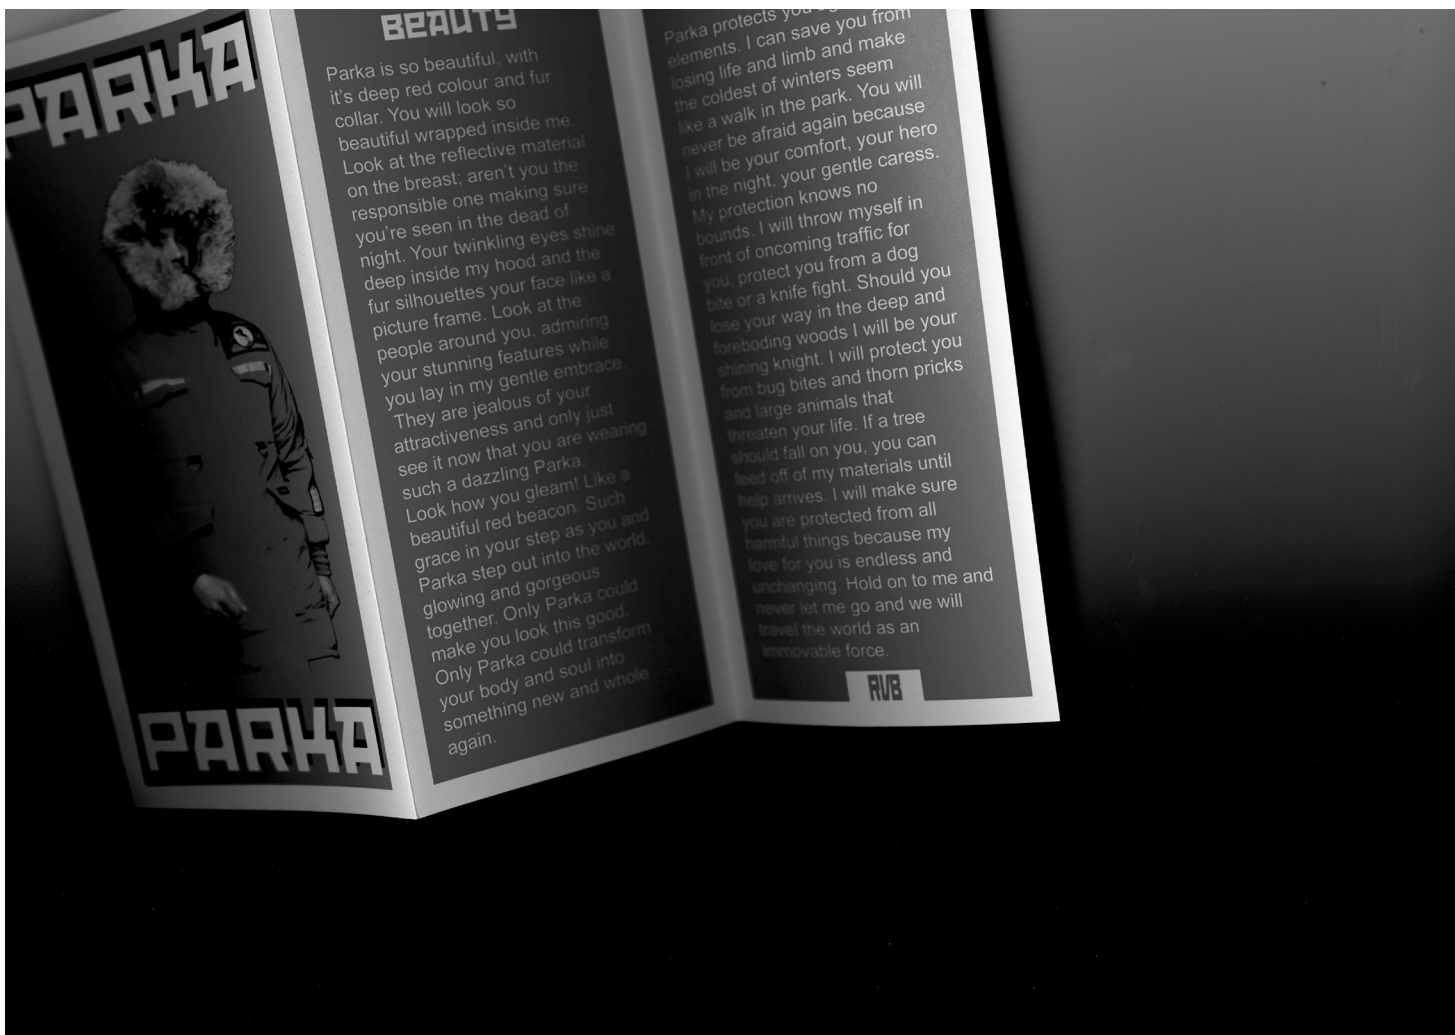 PARKA
PARKA
BEAUTY
Parka is so beautiful, with
it's deep red colour and fur
collar. You will look so
beautiful wrapped inside me.
Look at the reflective material
on the breast; aren't you the
responsible one making sure
you're seen in the dead of
night. Your twinkling eyes shine
deep inside my hood and the
fur silhouettes your face like a
picture frame. Look at the
people around you, admiring
your stunning features while
you lay in my gentle embrace.
They are jealous of your
attractiveness and only just
see it now that you are wearing
such a dazzling Parka.
Look how you gleam! Like a
beautiful red beacon. Such
grace in your step as you and
Parka step out into the world,
glowing and gorgeous
together. Only Parka could
make you look this good.
Only Parka could transform
your body and soul into
something new and whole
again.
Parka protects you
elements. I can save you from
losing life and limb and make
the coldest of winters seem
like a walk in the park. You will
never be afraid again because
I will be your comfort, your hero
in the night, your gentle caress.
My protection knows no
bounds. I will throw myself in
front of oncoming traffic for
you, protect you from a dog
bite or a knife fight. Should you
lose your way in the deep and
foreboding woods I will be your
shining knight. I will protect you
from bug bites and thorn pricks
and large animals that
threaten your life. If a tree
should fall on you, you can
feed off of my materials until
help arrives. I will make sure
you are protected from all
harmful things because my
love for you is endless and
unchanging. Hold on to me and
never let me go and we will
travel the world as an
immovable force.
RVB